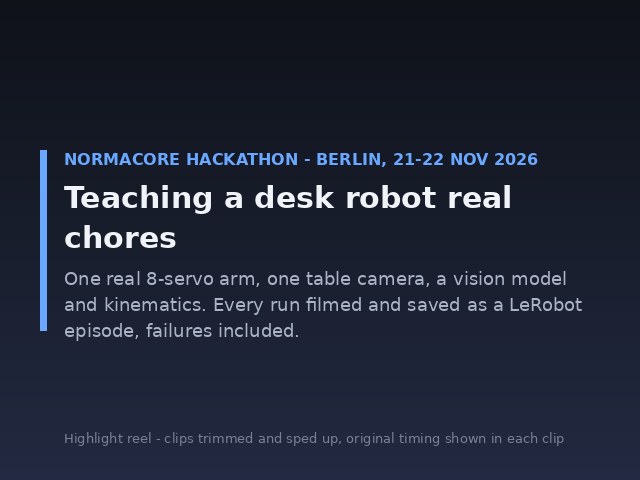 NORMACORE HACKATHON - BERLIN, 21-22 NOV 2026
Teaching a desk robot real
chores
One real 8-servo arm, one table camera, a vision model
and kinematics. Every run filmed and saved as a LeRobot
episode, failures included.
Highlight reel - clips trimmed and sped up, original timing shown in each clip